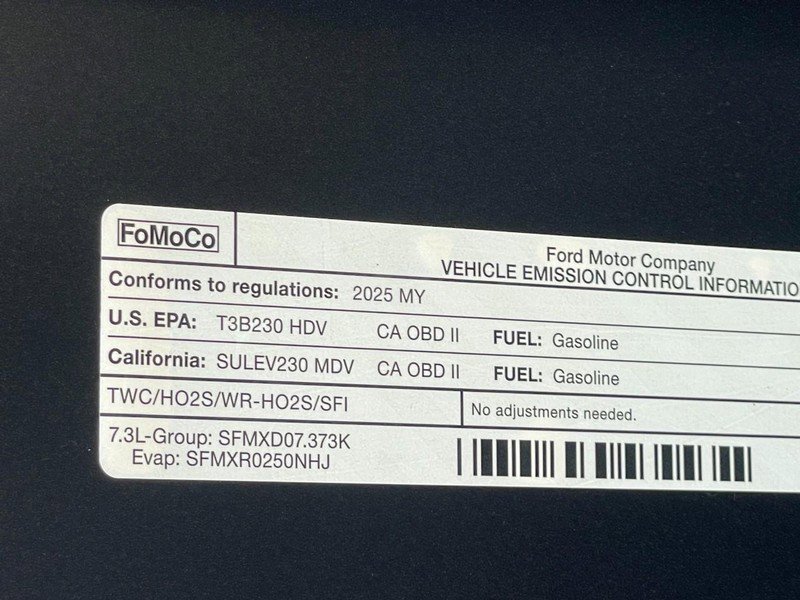 FoMoCo
Ford Motor Company
VEHICLE EMISSION CONTROL INFORMATIO
Conforms to regulations: 2025 MY
U.S. EPA: T3B230 HDV CA OBD II FUEL: Gasoline
California: SULEV230 MDV CA OBD II FUEL: Gasoline
TWC/HO2S/WR-HO2S/SFI
No adjustments needed.
7.3L-Group: SFMXD07.373K
Evap: SFMXR0250NHJ